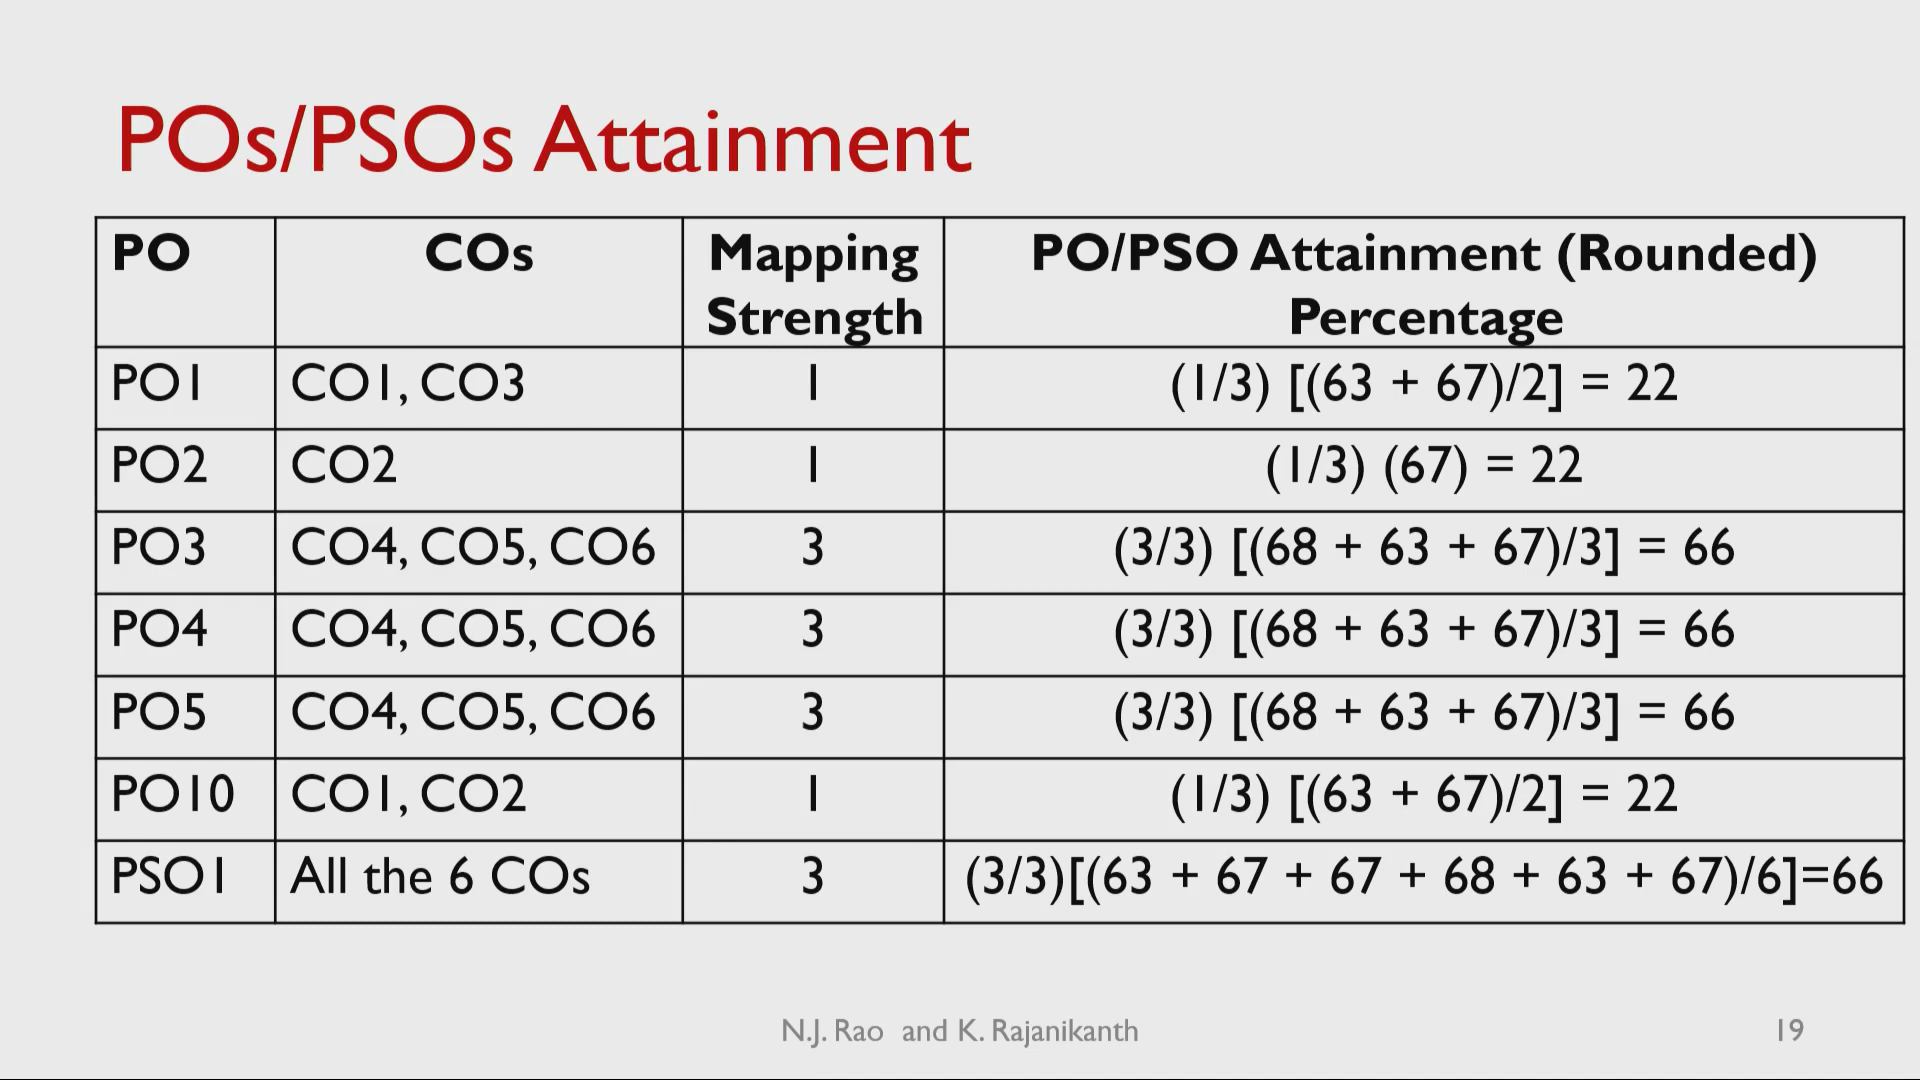 POs/PSOs Attainment
PO COs Mapping Strength PO/PSO Attainment (Rounded) Percentage
PO1 CO1, CO3 1 (1/3) [(63 + 67)/2] = 22
PO2 CO2 1 (1/3) (67) = 22
PO3 CO4, CO5, CO6 3 (3/3) [(68 + 63 + 67)/3] = 66
PO4 CO4, CO5, CO6 3 (3/3) [(68 + 63 + 67)/3] = 66
PO5 CO4, CO5, CO6 3 (3/3) [(68 + 63 + 67)/3] = 66
PO10 CO1, CO2 1 (1/3) [(63 + 67)/2] = 22
PSO1 All the 6 COs 3 (3/3)[(63 + 67 + 67 + 68 + 63 + 67)/6]=66
N.J. Rao and K. Rajanikanth 19